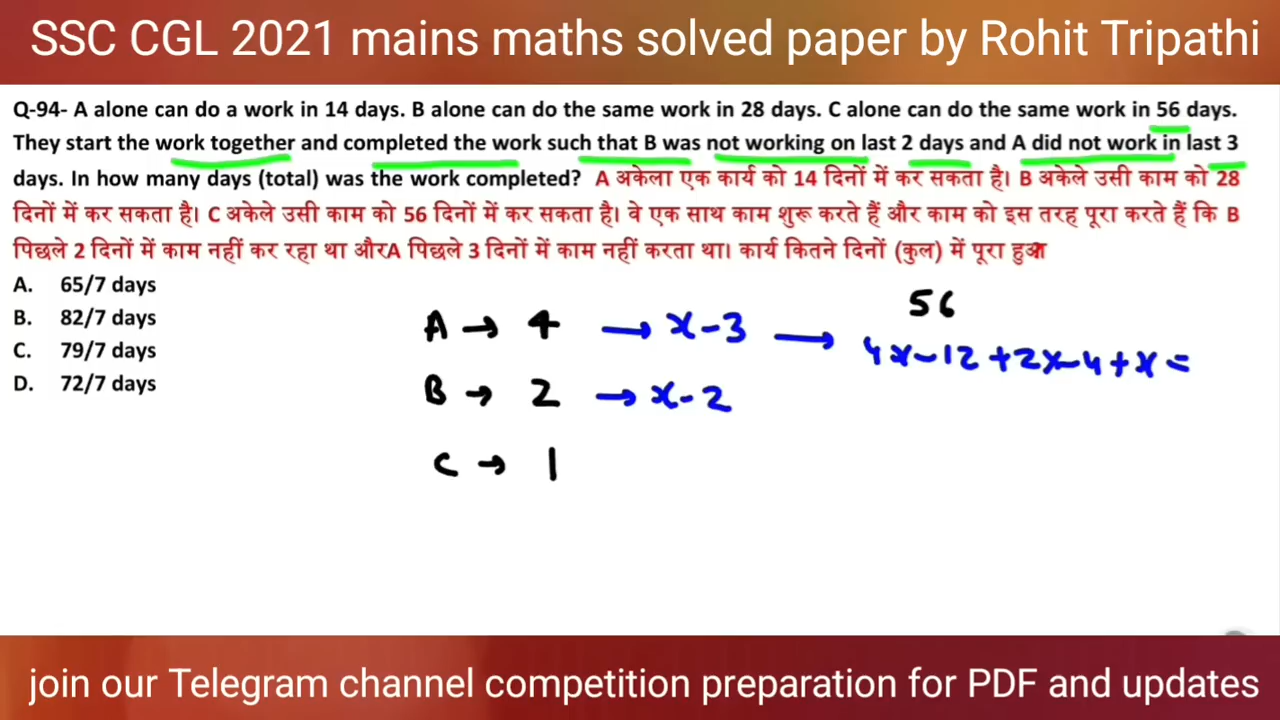 SSC CGL 2021 mains maths solved paper by Rohit Tripathi
Q-94- A alone can do a work in 14 days. B alone can do the same work in 28 days. C alone can do the same work in 56 days.
They start the work together and completed the work such that B was not working on last 2 days and A did not work in last 3
days. In how many days (total) was the work completed? A अकेला एक कार्य को 14 दिनों में कर सकता है। B अकेले उसी काम को 28
दिनों में कर सकता है। C अकेले उसी काम को 56 दिनों में कर सकता है। वे एक साथ काम शुरू करते हैं और काम को इस तरह पूरा करते हैं कि B
पिछले 2 दिनों में काम नहीं कर रहा था औरA पिछले 3 दिनों में काम नहीं करता था। कार्य कितने दिनों (कुल) में पूरा हुआ
A. 65/7 days
B. 82/7 days
C. 79/7 days
D. 72/7 days
56
A → 4 → x-3 → 4x-12+2x-4+x=
B → 2 → x-2
C → 1
join our Telegram channel competition preparation for PDF and updates